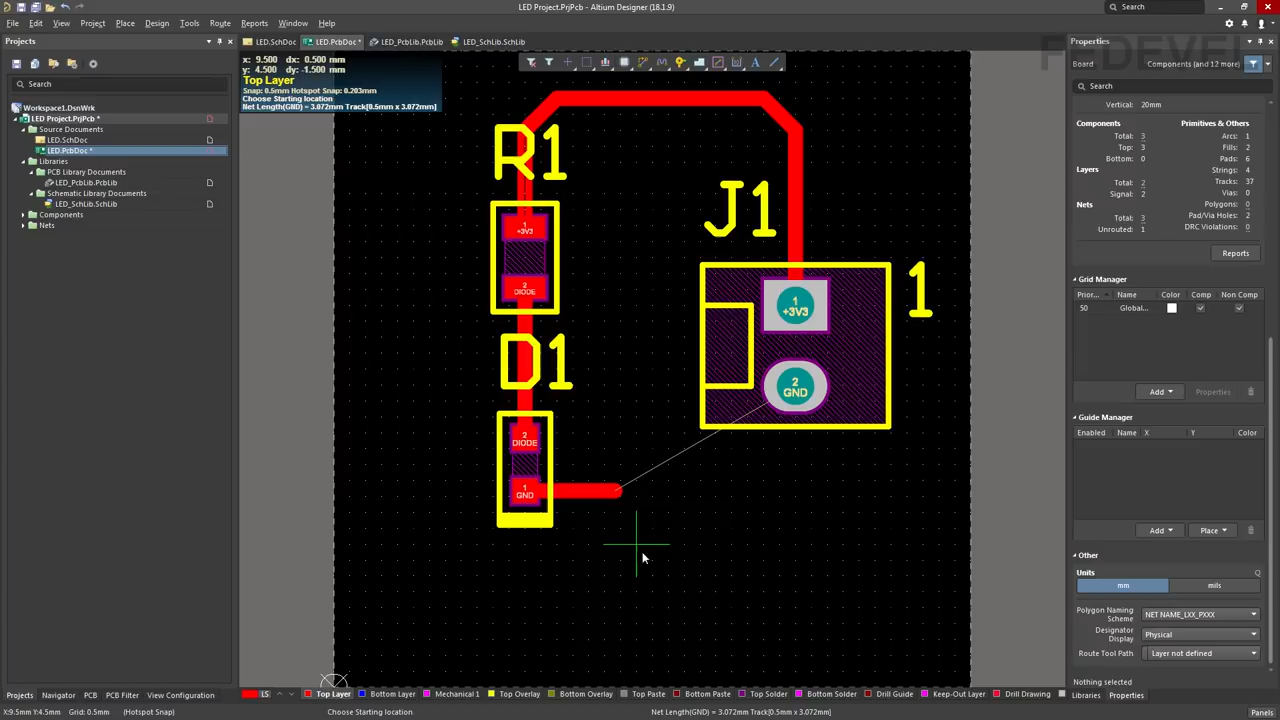 LED Project.PrjPcb - Altium Designer (18.1.9)
Search
File Edit View Project Place Design Tools Route Reports Window Help
Projects
LED.SchDoc
LED.PcbDoc *
LED_PcbLib.PcbLib
LED_SchLib.SchLib
FEDEVEL
Properties
Board
Components (and 12 more)
Search
Search
Workspace1.DsnWrk
LED Project.PrjPcb *
Source Documents
LED.SchDoc
LED.PcbDoc *
Libraries
PCB Library Documents
LED_PcbLib.PcbLib
Schematic Library Documents
LED_SchLib.SchLib
Components
Nets
x: 9.500 dx: 0.500 mm
y: 4.500 dy: -1.500 mm
Top Layer
Snap: 0.5mm Hotspot Snap: 0.203mm
Choose Starting location
Net Length(GND) = 3.072mm Track[0.5mm x 3.072mm]
R1
1
+3V3
2
DIODE
D1
2
DIODE
1
GND
J1
1
1
+3V3
2
GND
Vertical: 20mm
Components Primitives & Others
Total: 3 Arcs: 1
Top: 3 Fills: 2
Bottom: 0 Pads: 6
Strings: 4
Layers Tracks: 37
Total: 2 Vias: 0
Signal: 2 Polygons: 0
Nets Pad/Via Holes: 2
Total: 3 DRC Violations: 0
Unrouted: 1
Reports
Grid Manager
Prior... Name Color Comp Non Comp
50 Global...
Add Properties
Guide Manager
Enabled Name X Y Color
Add Place
Other
Units
mm mils
Polygon Naming Scheme NET NAME_LXX_PXXX
Designator Display Physical
Route Tool Path Layer not defined
Nothing selected
Projects Navigator PCB PCB Filter View Configuration
LS Top Layer Bottom Layer Mechanical 1 Top Overlay Bottom Overlay Top Paste Bottom Paste Top Solder Bottom Solder Drill Guide Keep-Out Layer Drill Drawing
Libraries Properties
X:9.5mm Y:4.5mm Grid: 0.5mm (Hotspot Snap) Choose Starting location Net Length(GND) = 3.072mm Track[0.5mm x 3.072mm] Panels